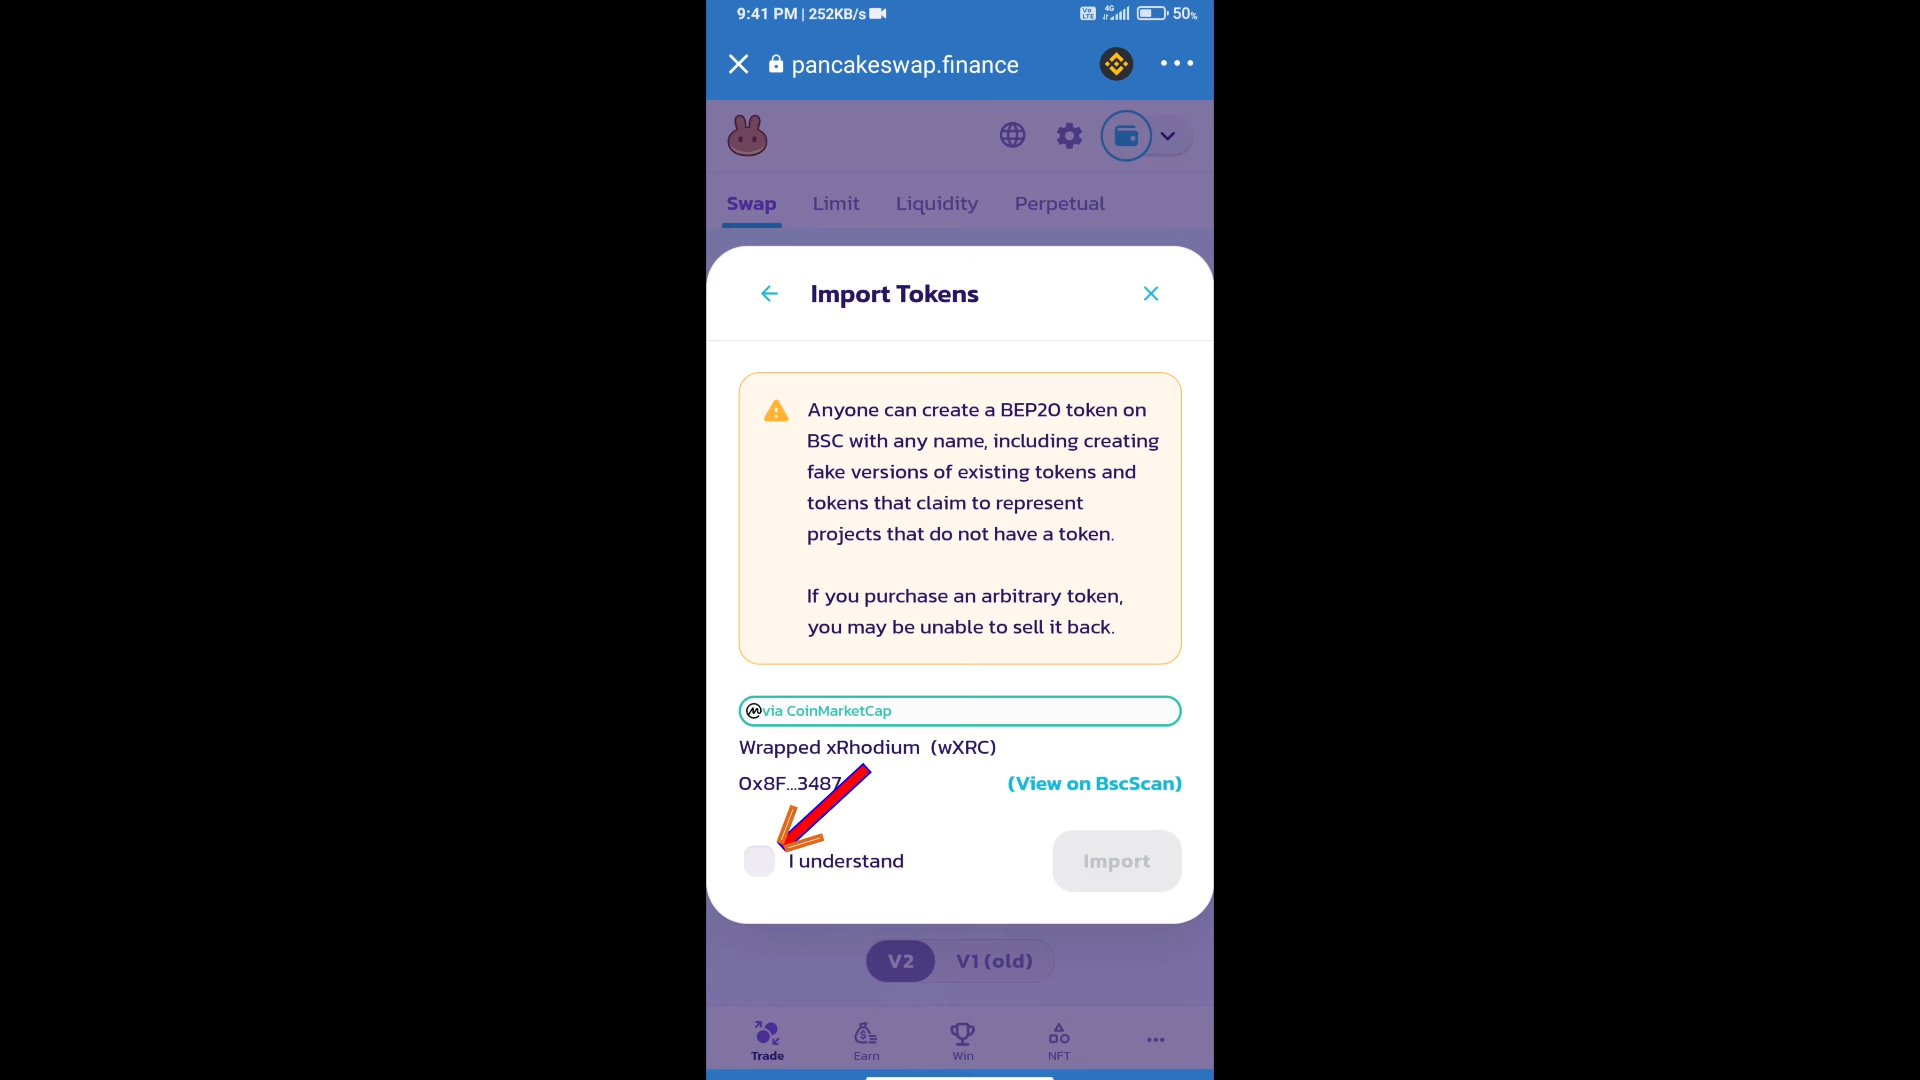 9:41 PM | 252KB/s
Vo LTE 4G 50%
pancakeswap.finance
Swap Limit Liquidity Perpetual
Import Tokens
Anyone can create a BEP20 token on
BSC with any name, including creating
fake versions of existing tokens and
tokens that claim to represent
projects that do not have a token.
If you purchase an arbitrary token,
you may be unable to sell it back.
via CoinMarketCap
Wrapped xRhodium (wXRC)
0x8F...3487 (View on BscScan)
I understand Import
V2 V1 (old)
Trade Earn Win NFT